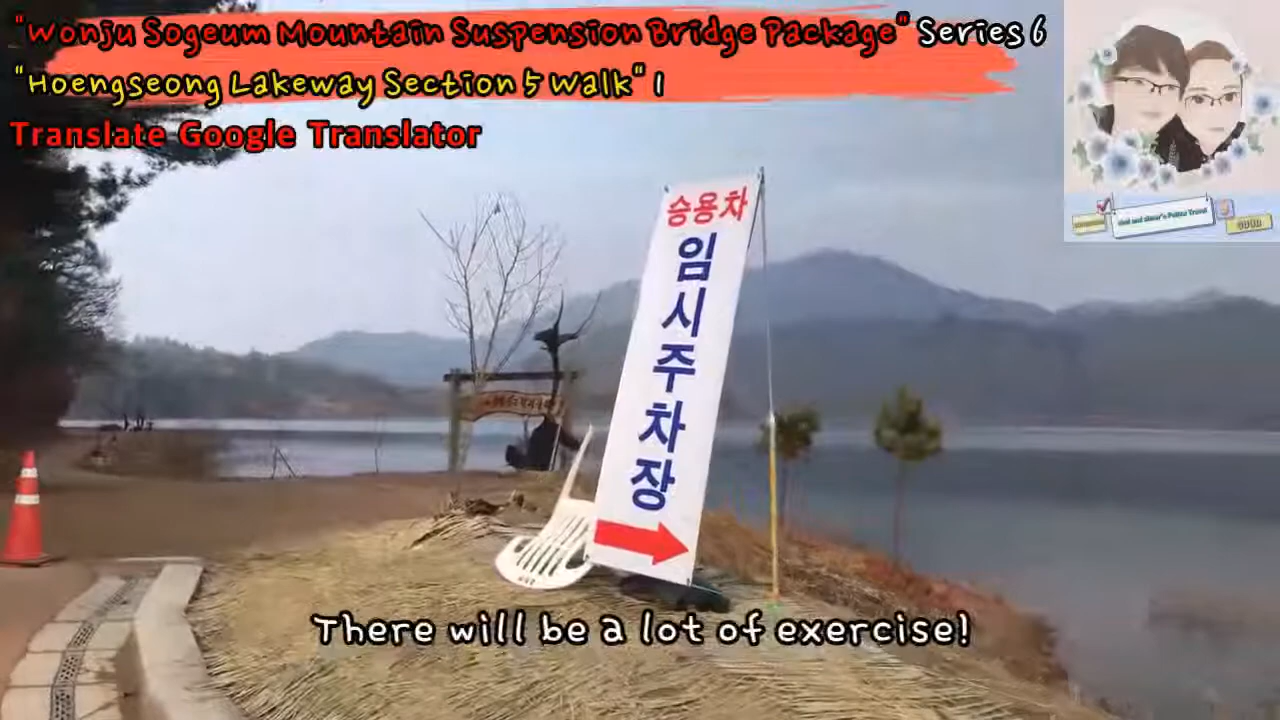 "Wonju Sogeum Mountain Suspension Bridge Package" Series 6
"Hoengseong Lakeway Section 5 Walk" 1
Translate Google Translator
승용차
임시주차장
There will be a lot of exercise!